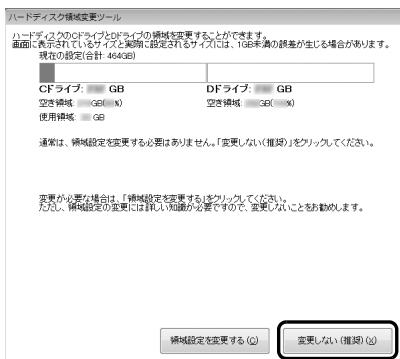 ハードディスク領域変更ツール
ハードディスクのCドライブとDドライブの領域を変更することができます。
画面に表示されているサイズと実際に設定されるサイズには、1GB未満の誤差が生じる場合があります。
現在の設定(合計: 464GB)
Cドライブ: GB Dドライブ: GB
空き領域: GB( %) 空き領域: GB( %)
使用領域: GB
通常は、領域設定を変更する必要はありません。「変更しない(推奨)」をクリックしてください。
変更が必要な場合は、「領域設定を変更する」をクリックしてください。
ただし、領域設定の変更には詳しい知識が必要ですので、変更しないことをお勧めします。
領域設定を変更する(C) 変更しない(推奨)(X)